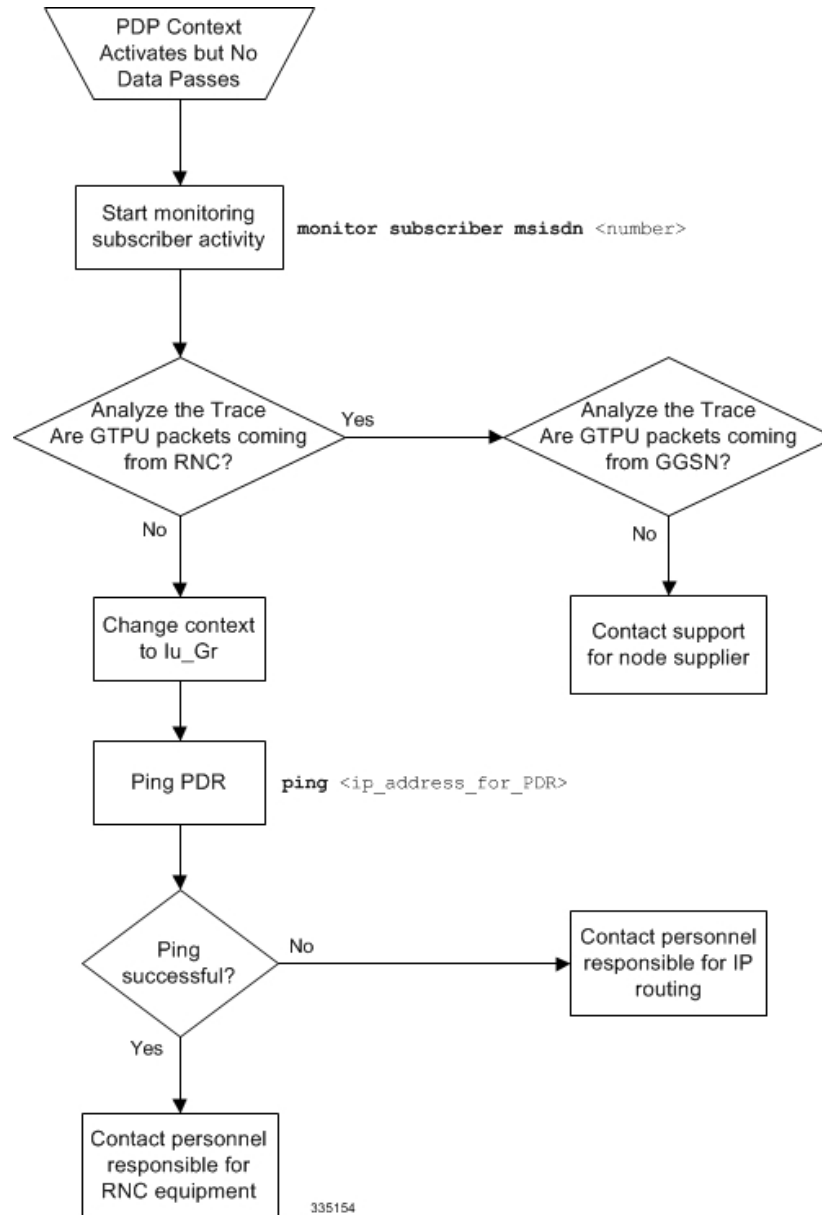 PDP Context
Activates but No
Data Passes
Start monitoring
subscriber activity
monitor subscriber msisdn <number>
Analyze the Trace
Are GTPU packets coming
from RNC?
Yes
Analyze the Trace
Are GTPU packets coming
from GGSN?
No
No
Change context
to Iu_Gr
Contact support
for node supplier
Ping PDR
ping <ip_address_for_PDR>
Ping
successful?
No
Contact personnel
responsible for IP
routing
Yes
Contact personnel
responsible for
RNC equipment
335154